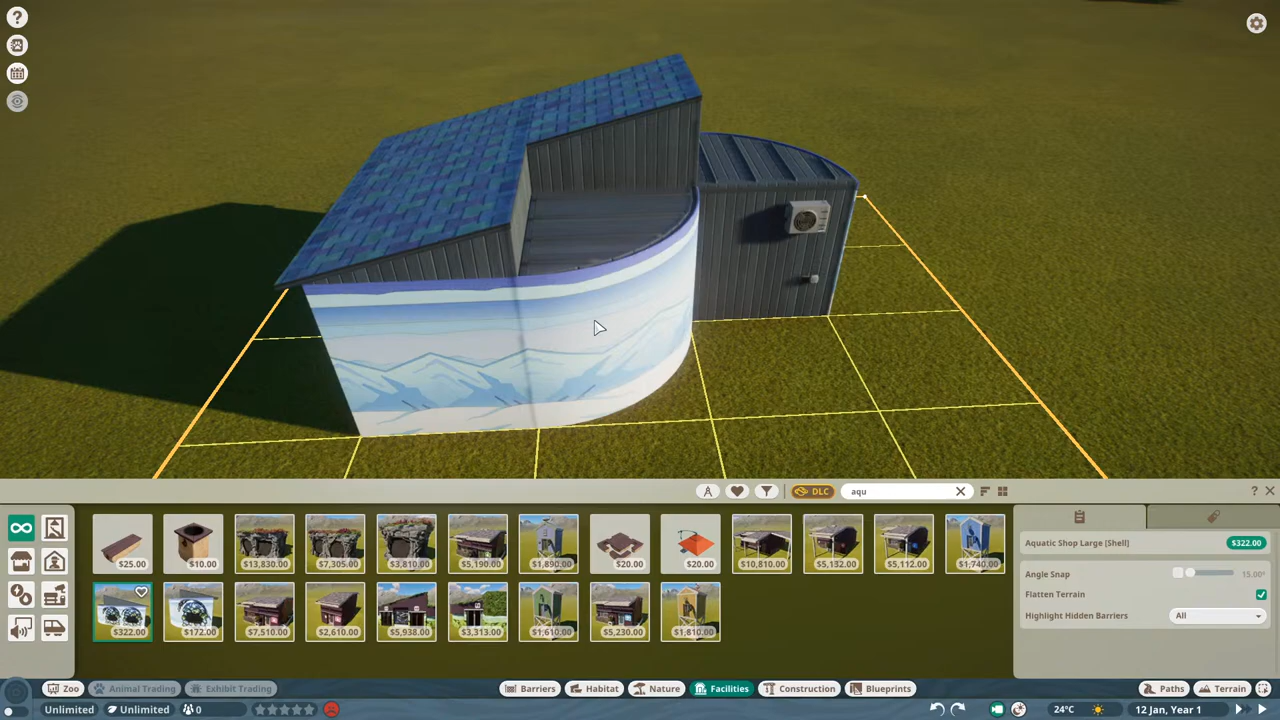 DLC aqu
$25.00 $10.00 $13,830.00 $7,305.00 $3,810.00 $5,190.00 $1,890.00 $20.00 $20.00 $10,810.00 $5,132.00 $5,112.00 $1,740.00
$322.00 $172.00 $7,510.00 $2,610.00 $5,938.00 $3,313.00 $1,610.00 $5,230.00 $1,810.00
Aquatic Shop Large [Shell] $322.00
Angle Snap 15.00°
Flatten Terrain
Highlight Hidden Barriers All
Zoo Animal Trading Exhibit Trading Barriers Habitat Nature Facilities Construction Blueprints Paths Terrain
Unlimited Unlimited 0 24°C 12 Jan, Year 1